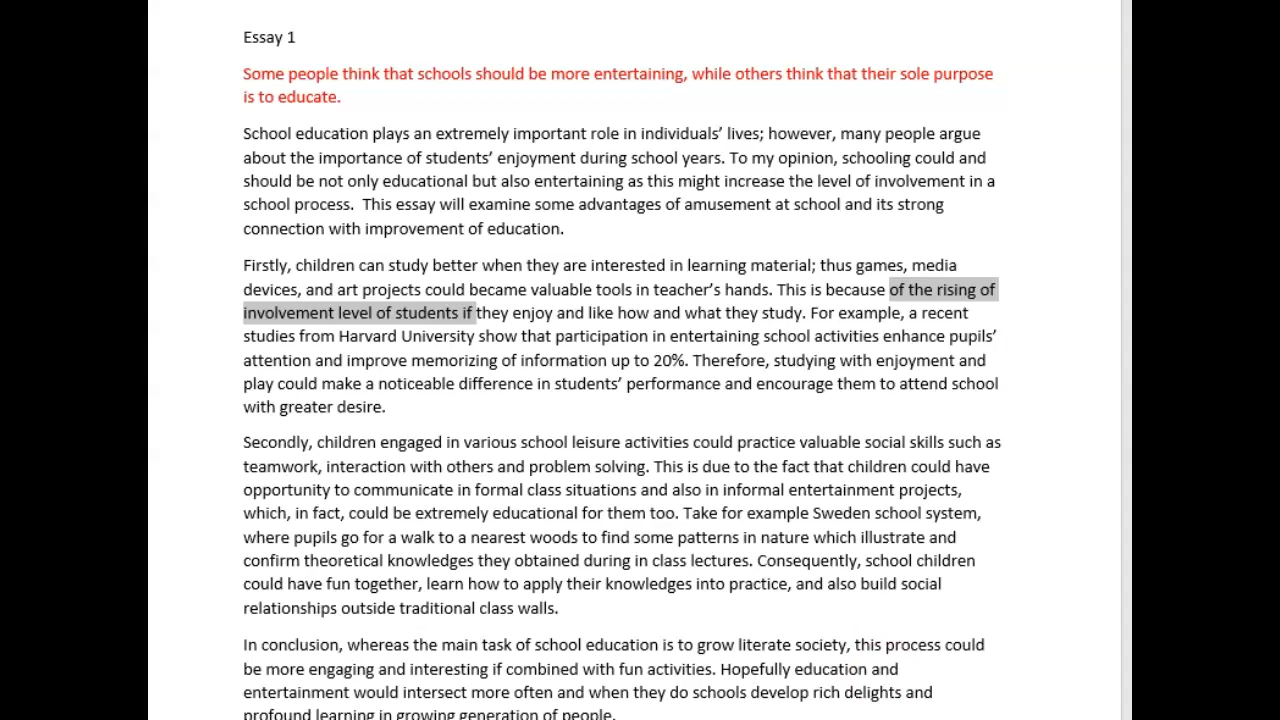 Essay 1
Some people think that schools should be more entertaining, while others think that their sole purpose
is to educate.
School education plays an extremely important role in individuals’ lives; however, many people argue
about the importance of students’ enjoyment during school years. To my opinion, schooling could and
should be not only educational but also entertaining as this might increase the level of involvement in a
school process.  This essay will examine some advantages of amusement at school and its strong
connection with improvement of education.
Firstly, children can study better when they are interested in learning material; thus games, media
devices, and art projects could became valuable tools in teacher’s hands. This is because of the rising of
involvement level of students if they enjoy and like how and what they study. For example, a recent
studies from Harvard University show that participation in entertaining school activities enhance pupils’
attention and improve memorizing of information up to 20%. Therefore, studying with enjoyment and
play could make a noticeable difference in students’ performance and encourage them to attend school
with greater desire.
Secondly, children engaged in various school leisure activities could practice valuable social skills such as
teamwork, interaction with others and problem solving. This is due to the fact that children could have
opportunity to communicate in formal class situations and also in informal entertainment projects,
which, in fact, could be extremely educational for them too. Take for example Sweden school system,
where pupils go for a walk to a nearest woods to find some patterns in nature which illustrate and
confirm theoretical knowledges they obtained during in class lectures. Consequently, school children
could have fun together, learn how to apply their knowledges into practice, and also build social
relationships outside traditional class walls.
In conclusion, whereas the main task of school education is to grow literate society, this process could
be more engaging and interesting if combined with fun activities. Hopefully education and
entertainment would intersect more often and when they do schools develop rich delights and
profound learning in growing generation of people.